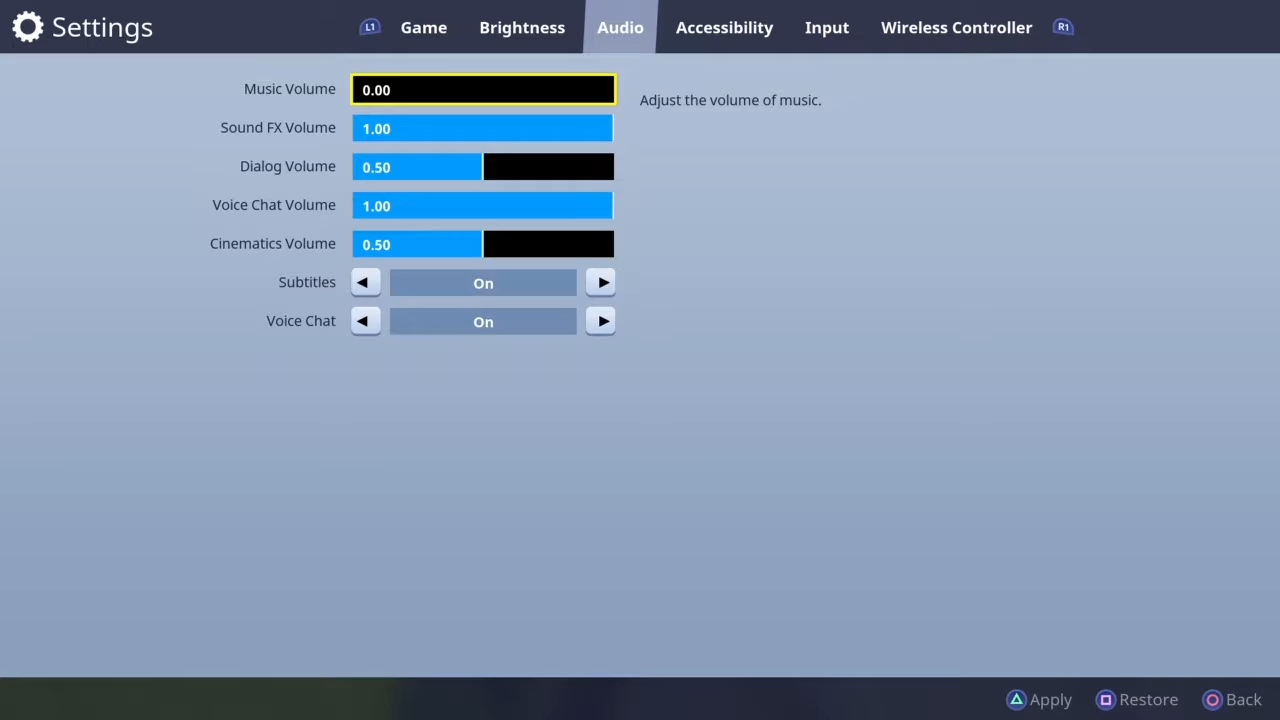 Settings
L1 Game Brightness Audio Accessibility Input Wireless Controller R1
Music Volume 0.00
Adjust the volume of music.
Sound FX Volume 1.00
Dialog Volume 0.50
Voice Chat Volume 1.00
Cinematics Volume 0.50
Subtitles On
Voice Chat On
Apply Restore Back